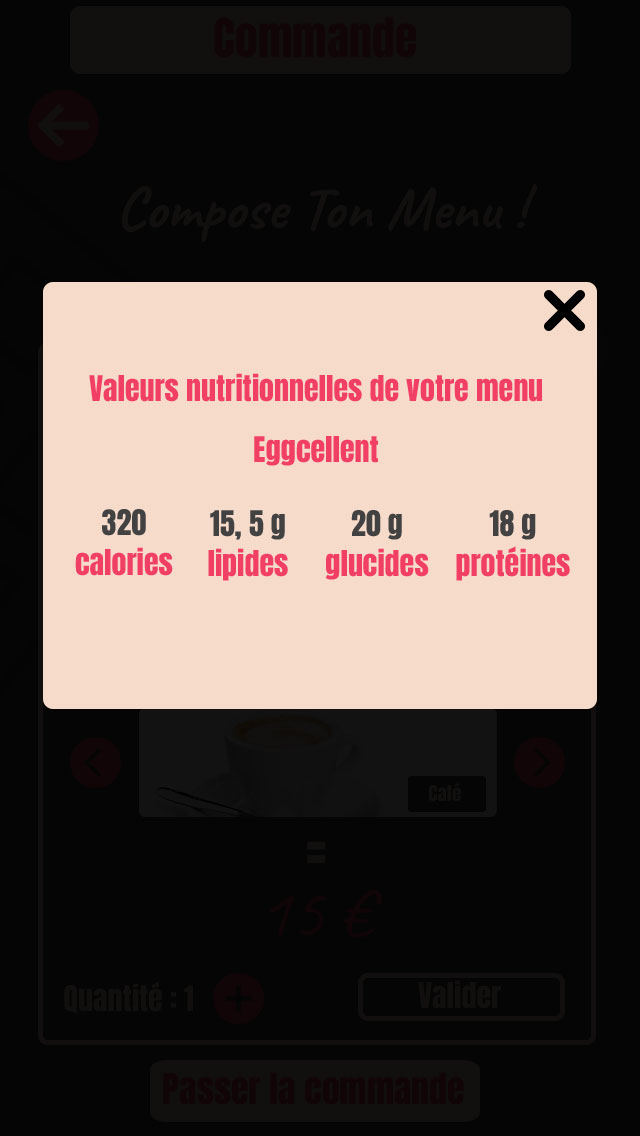 Commande
Compose Ton Menu !
Valeurs nutritionnelles de votre menu
Eggcellent
320
calories
15, 5 g
lipides
20 g
glucides
18 g
protéines
Café
=
15 €
Quantité : 1
+
Valider
Passer la commande